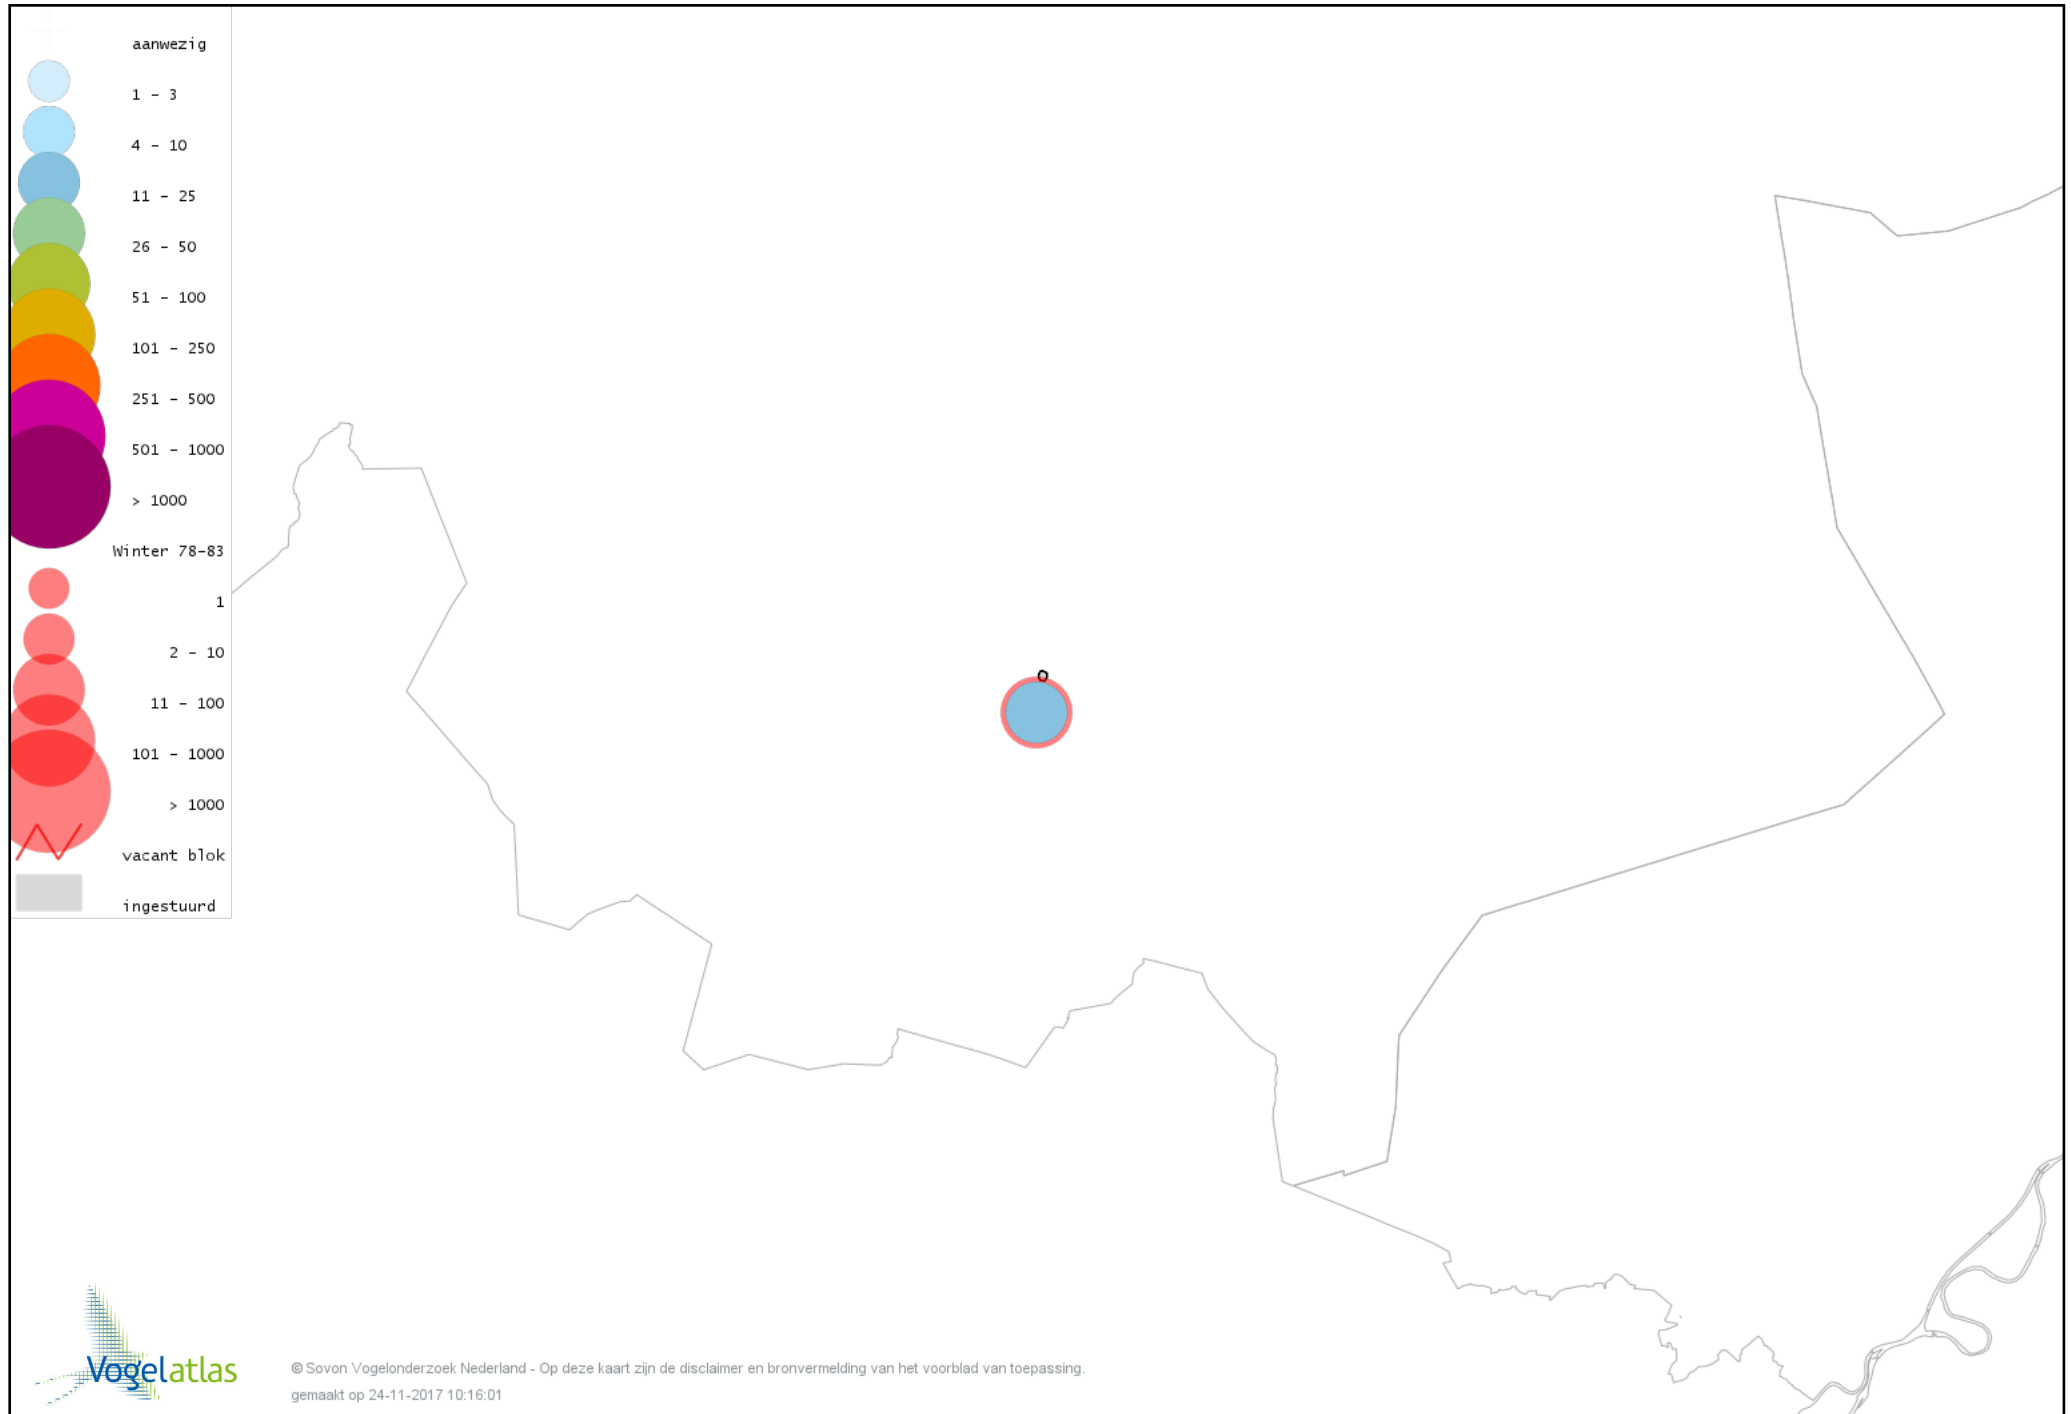 aanwezig
1 - 3
4 - 10
11 - 25
26 - 50
51 - 100
101 - 250
251 - 500
501 - 1000
> 1000
Winter 78-83
1
2 - 10
11 - 100
101 - 1000
> 1000
vacant blok
ingestuurd
0
Vogelatlas
© Sovon Vogelonderzoek Nederland - Op deze kaart zijn de disclaimer en bronvermelding van het voorblad van toepassing.
gemaakt op 24-11-2017 10:16:01